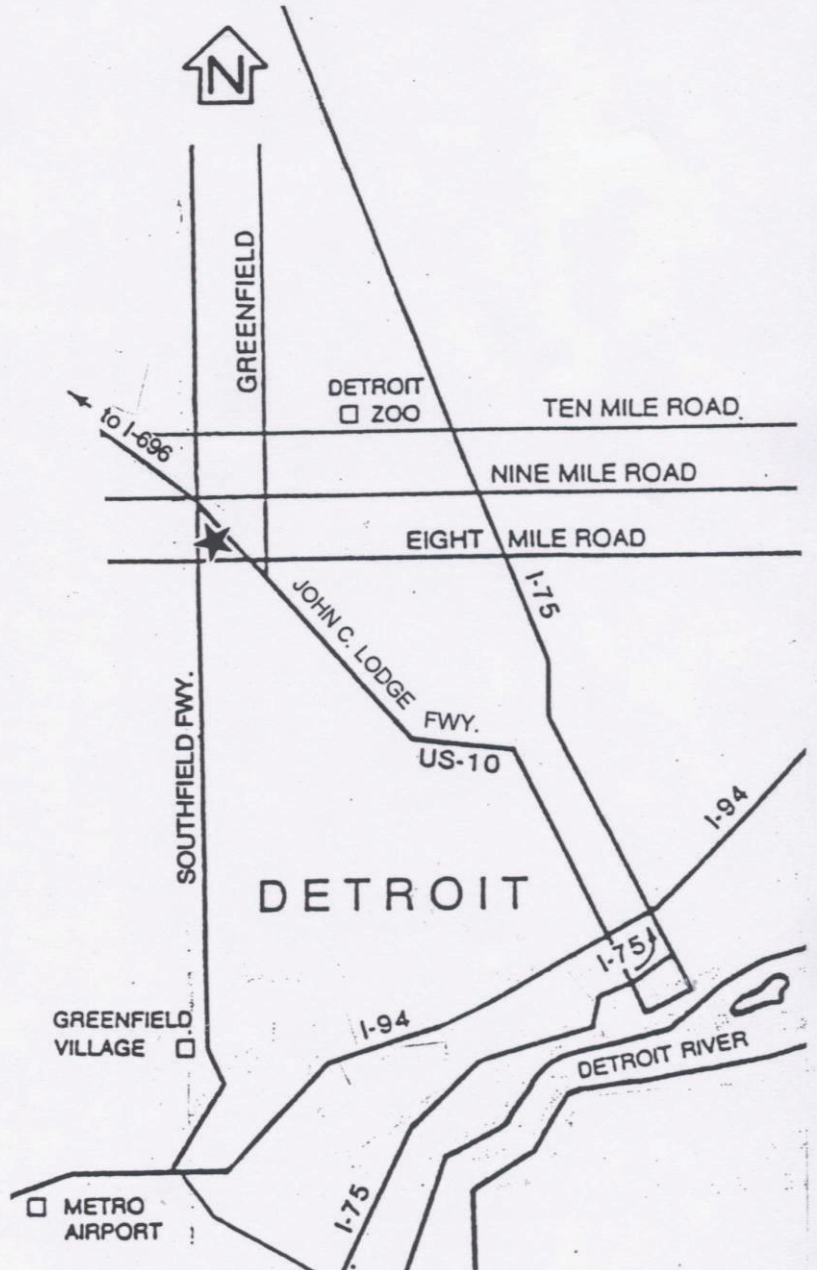 N
GREENFIELD
DETROIT
ZOO
TEN MILE ROAD
to I-696
NINE MILE ROAD
EIGHT MILE ROAD
I-75
JOHN C. LODGE
FWY.
US-10
SOUTHFIELD FWY.
I-94
DETROIT
I-75
GREENFIELD
VILLAGE
I-94
DETROIT RIVER
I-75
METRO
AIRPORT